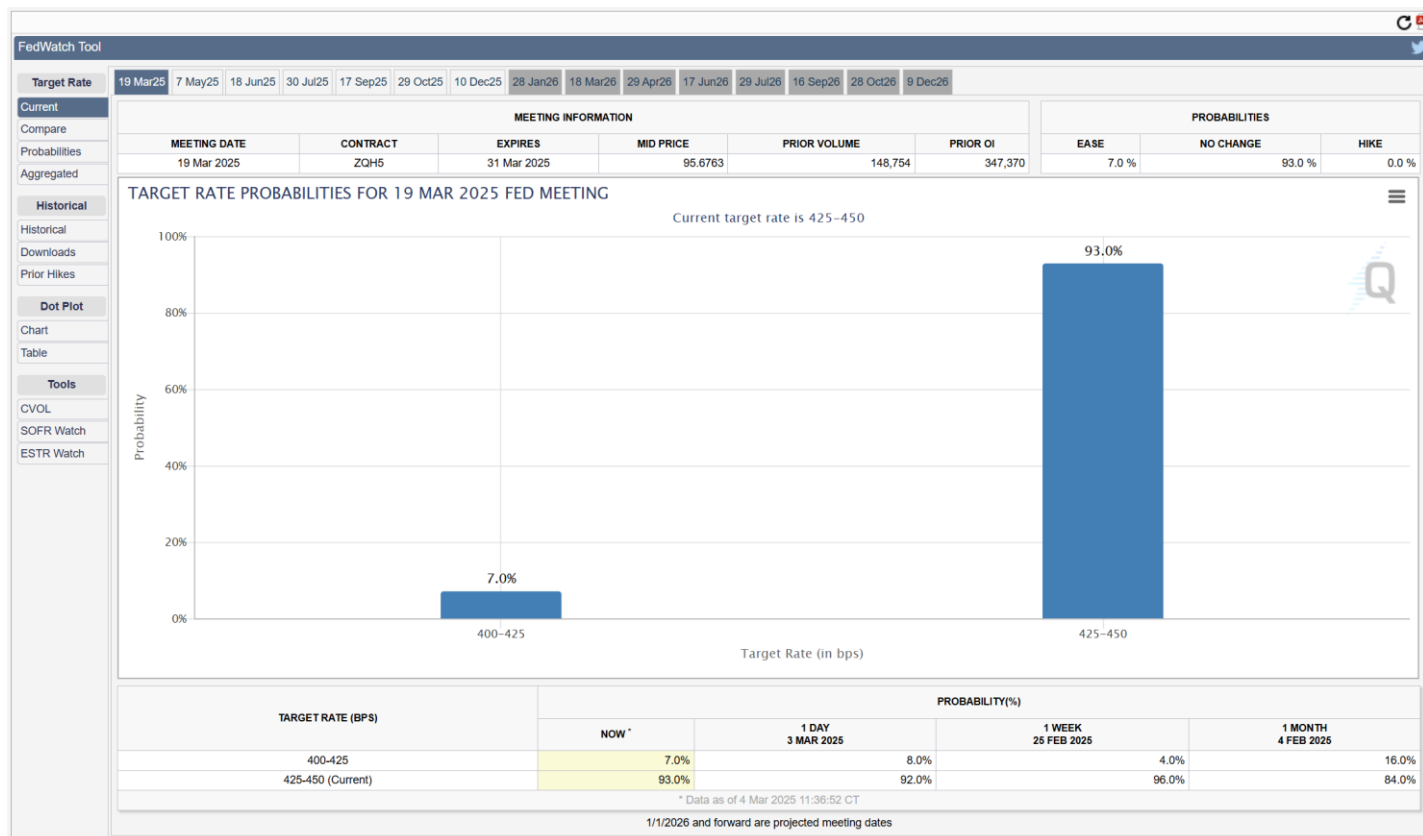 FedWatch Tool
Target Rate
Current
Compare
Probabilities
Aggregated
Historical
Historical
Downloads
Prior Hikes
Dot Plot
Chart
Table
Tools
CVOL
SOFR Watch
ESTR Watch
19 Mar25 7 May25 18 Jun25 30 Jul25 17 Sep25 29 Oct25 10 Dec25 28 Jan26 18 Mar26 29 Apr26 17 Jun26 29 Jul26 16 Sep26 28 Oct26 9 Dec26
MEETING INFORMATION
MEETING DATE CONTRACT EXPIRES MID PRICE PRIOR VOLUME PRIOR OI
19 Mar 2025 ZQH5 31 Mar 2025 95.6763 148,754 347,370
PROBABILITIES
EASE NO CHANGE HIKE
7.0 % 93.0 % 0.0 %
TARGET RATE PROBABILITIES FOR 19 MAR 2025 FED MEETING
Current target rate is 425-450
100%
80%
60%
40%
20%
0%
Probability
7.0%
93.0%
Q
400-425 425-450
Target Rate (in bps)
TARGET RATE (BPS) PROBABILITY(%)
NOW * 1 DAY 1 WEEK 1 MONTH
3 MAR 2025 25 FEB 2025 4 FEB 2025
400-425 7.0% 8.0% 4.0% 16.0%
425-450 (Current) 93.0% 92.0% 96.0% 84.0%
* Data as of 4 Mar 2025 11:36:52 CT
1/1/2026 and forward are projected meeting dates